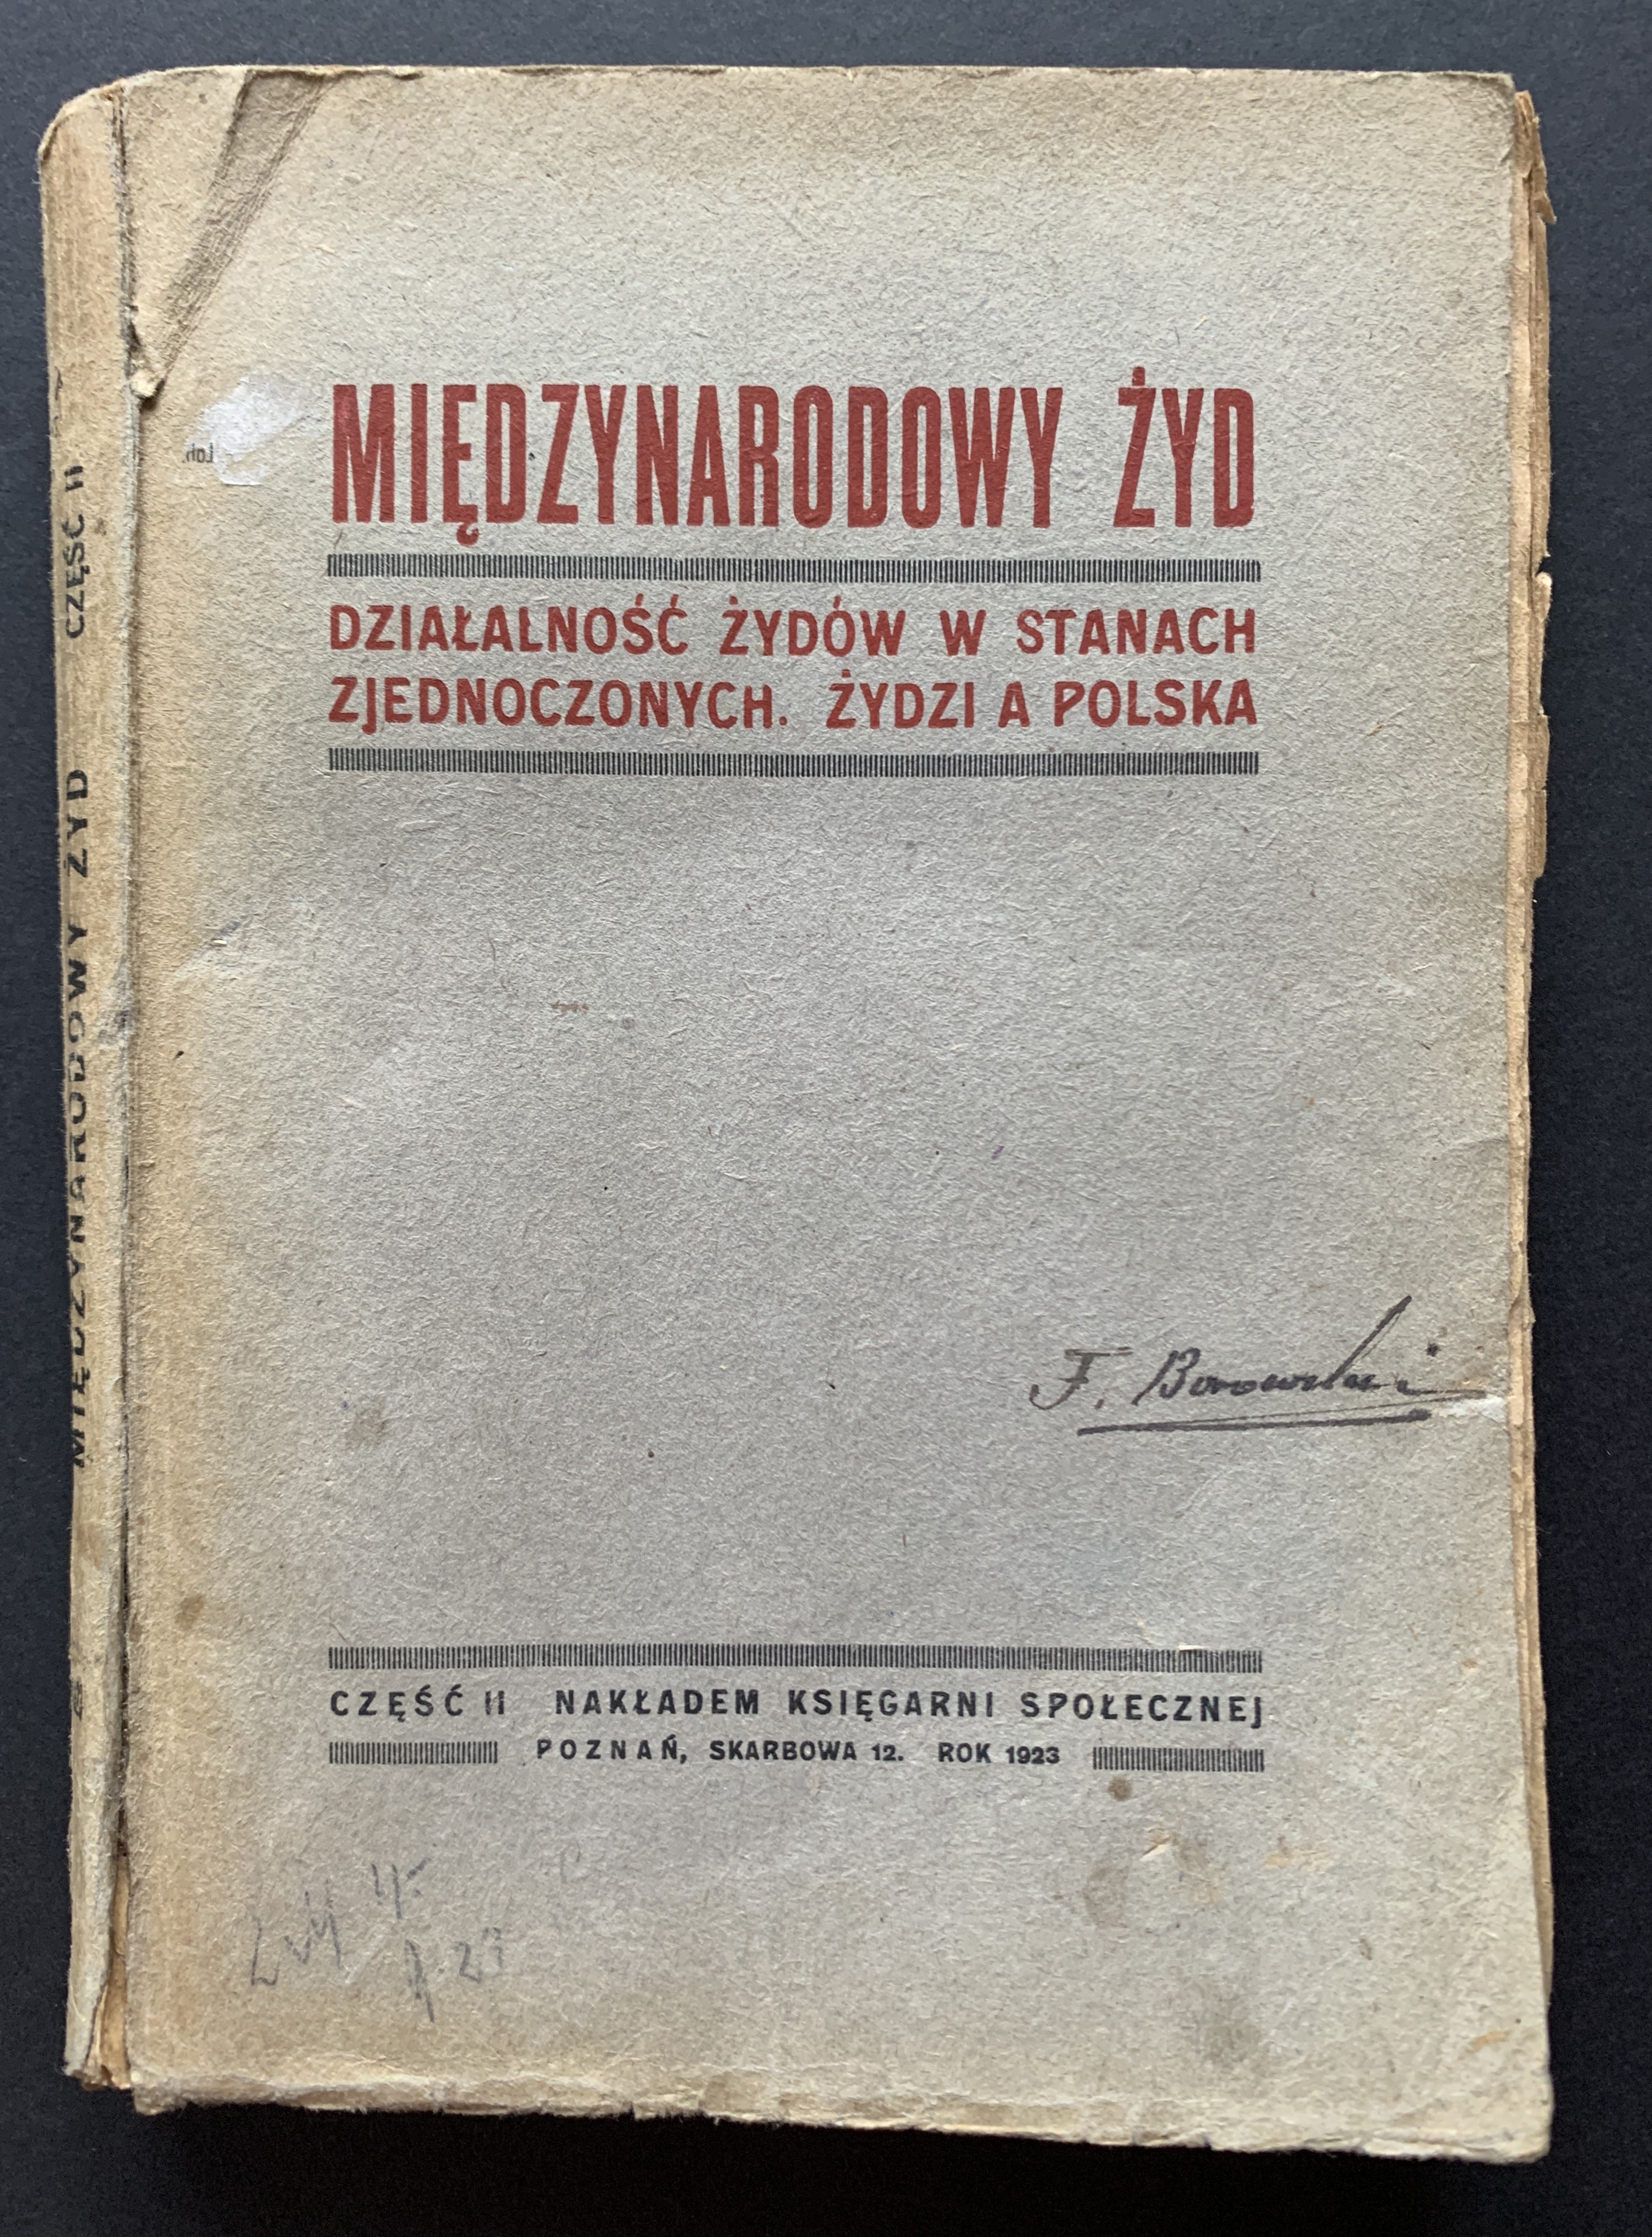 MIĘDZYNARODOWY ŻYD
DZIAŁALNOŚĆ ŻYDÓW W STANACH
ZJEDNOCZONYCH. ŻYDZI A POLSKA
F. Borowski
CZĘŚĆ II NAKŁADEM KSIĘGARNI SPOŁECZNEJ
POZNAŃ, SKARBOWA 12. ROK 1923
MIĘDZYNARODOWY ŻYD CZĘŚĆ II